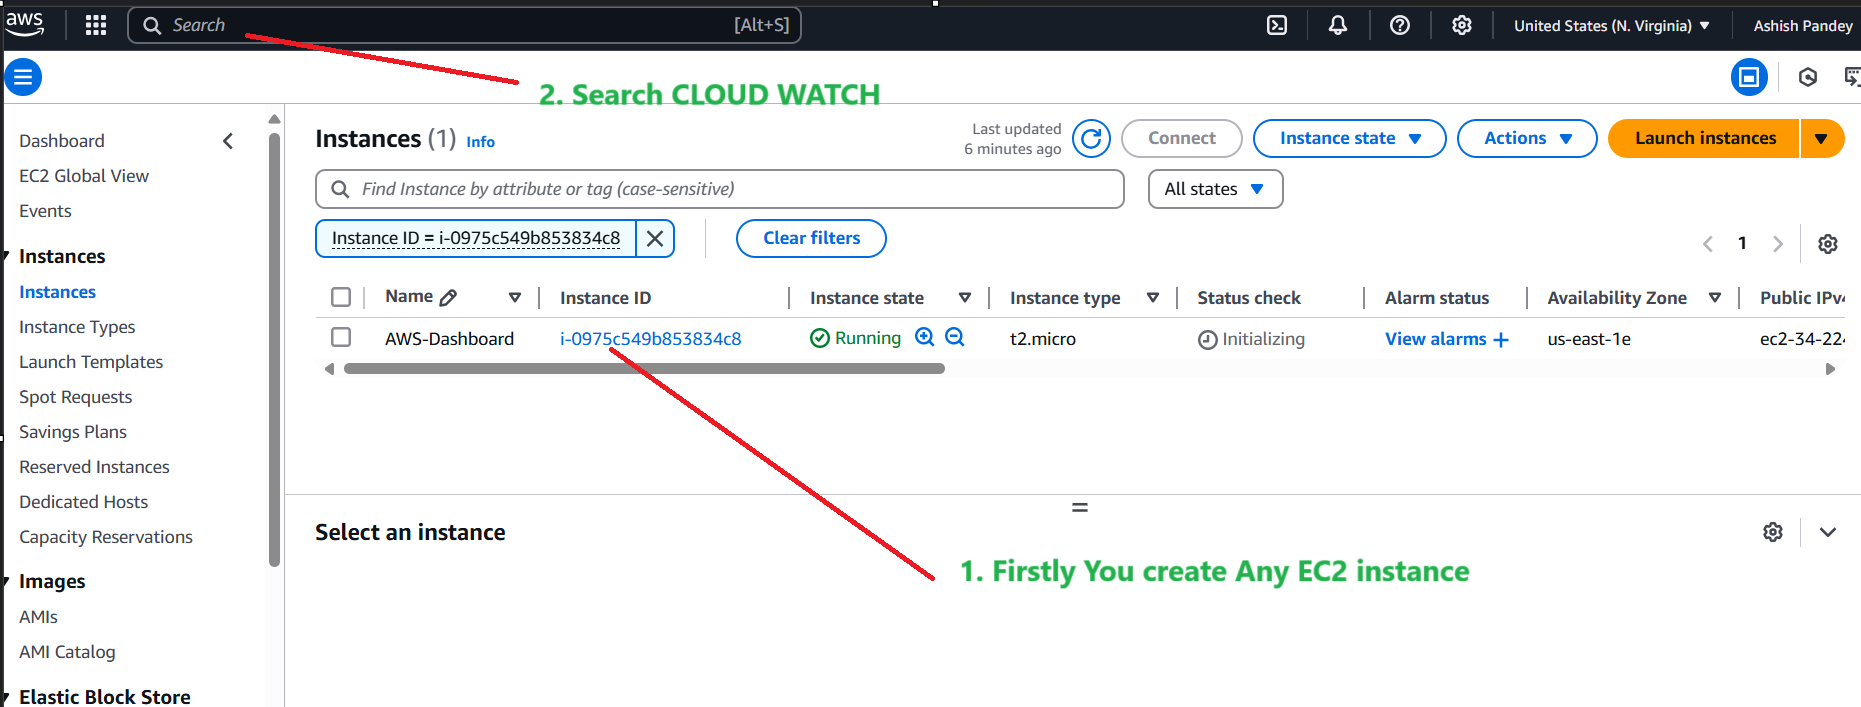 aws
Search [Alt+S]
United States (N. Virginia)
Ashish Pandey
2. Search CLOUD WATCH
Dashboard
EC2 Global View
Events
Instances
Instances
Instance Types
Launch Templates
Spot Requests
Savings Plans
Reserved Instances
Dedicated Hosts
Capacity Reservations
Images
AMIs
AMI Catalog
Elastic Block Store
Instances (1) Info
Last updated
6 minutes ago
Connect
Instance state
Actions
Launch instances
Find Instance by attribute or tag (case-sensitive)
All states
Instance ID = i-0975c549b853834c8
Clear filters
1
Name Instance ID Instance state Instance type Status check Alarm status Availability Zone Public IPv4
AWS-Dashboard i-0975c549b853834c8 Running t2.micro Initializing View alarms + us-east-1e ec2-34-224
Select an instance
1. Firstly You create Any EC2 instance